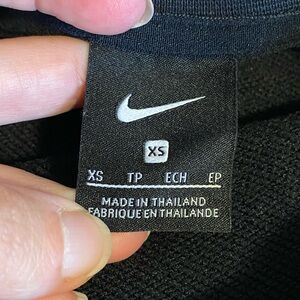 XS
XS TP ECH EP
MADE IN THAILAND
FABRIQUE EN THAILANDE